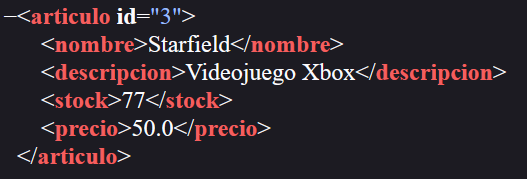 −<articulo id="3">
<nombre>Starfield</nombre>
<descripcion>Videojuego Xbox</descripcion>
<stock>77</stock>
<precio>50.0</precio>
</articulo>